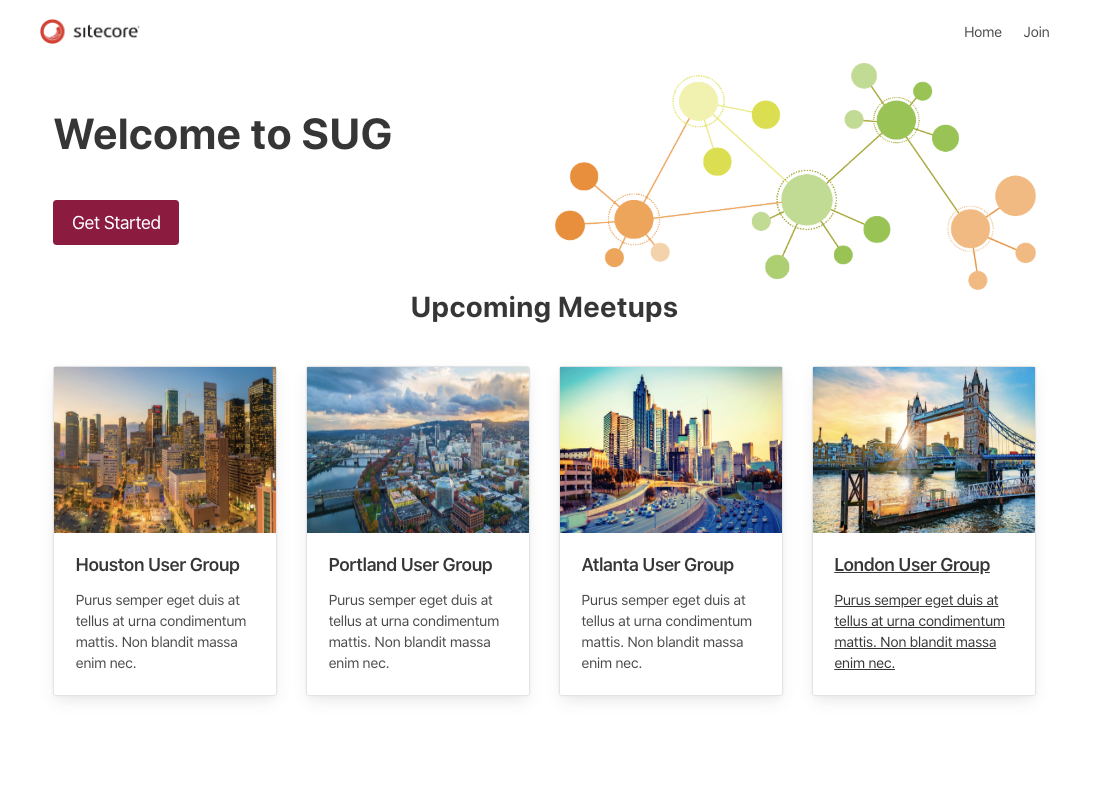 sitecore
Home
Join
Welcome to SUG
Get Started
Upcoming Meetups
Houston User Group
Purus semper eget duis at
tellus at urna condimentum
mattis. Non blandit massa
enim nec.
Portland User Group
Purus semper eget duis at
tellus at urna condimentum
mattis. Non blandit massa
enim nec.
Atlanta User Group
Purus semper eget duis at
tellus at urna condimentum
mattis. Non blandit massa
enim nec.
London User Group
Purus semper eget duis at
tellus at urna condimentum
mattis. Non blandit massa
enim nec.